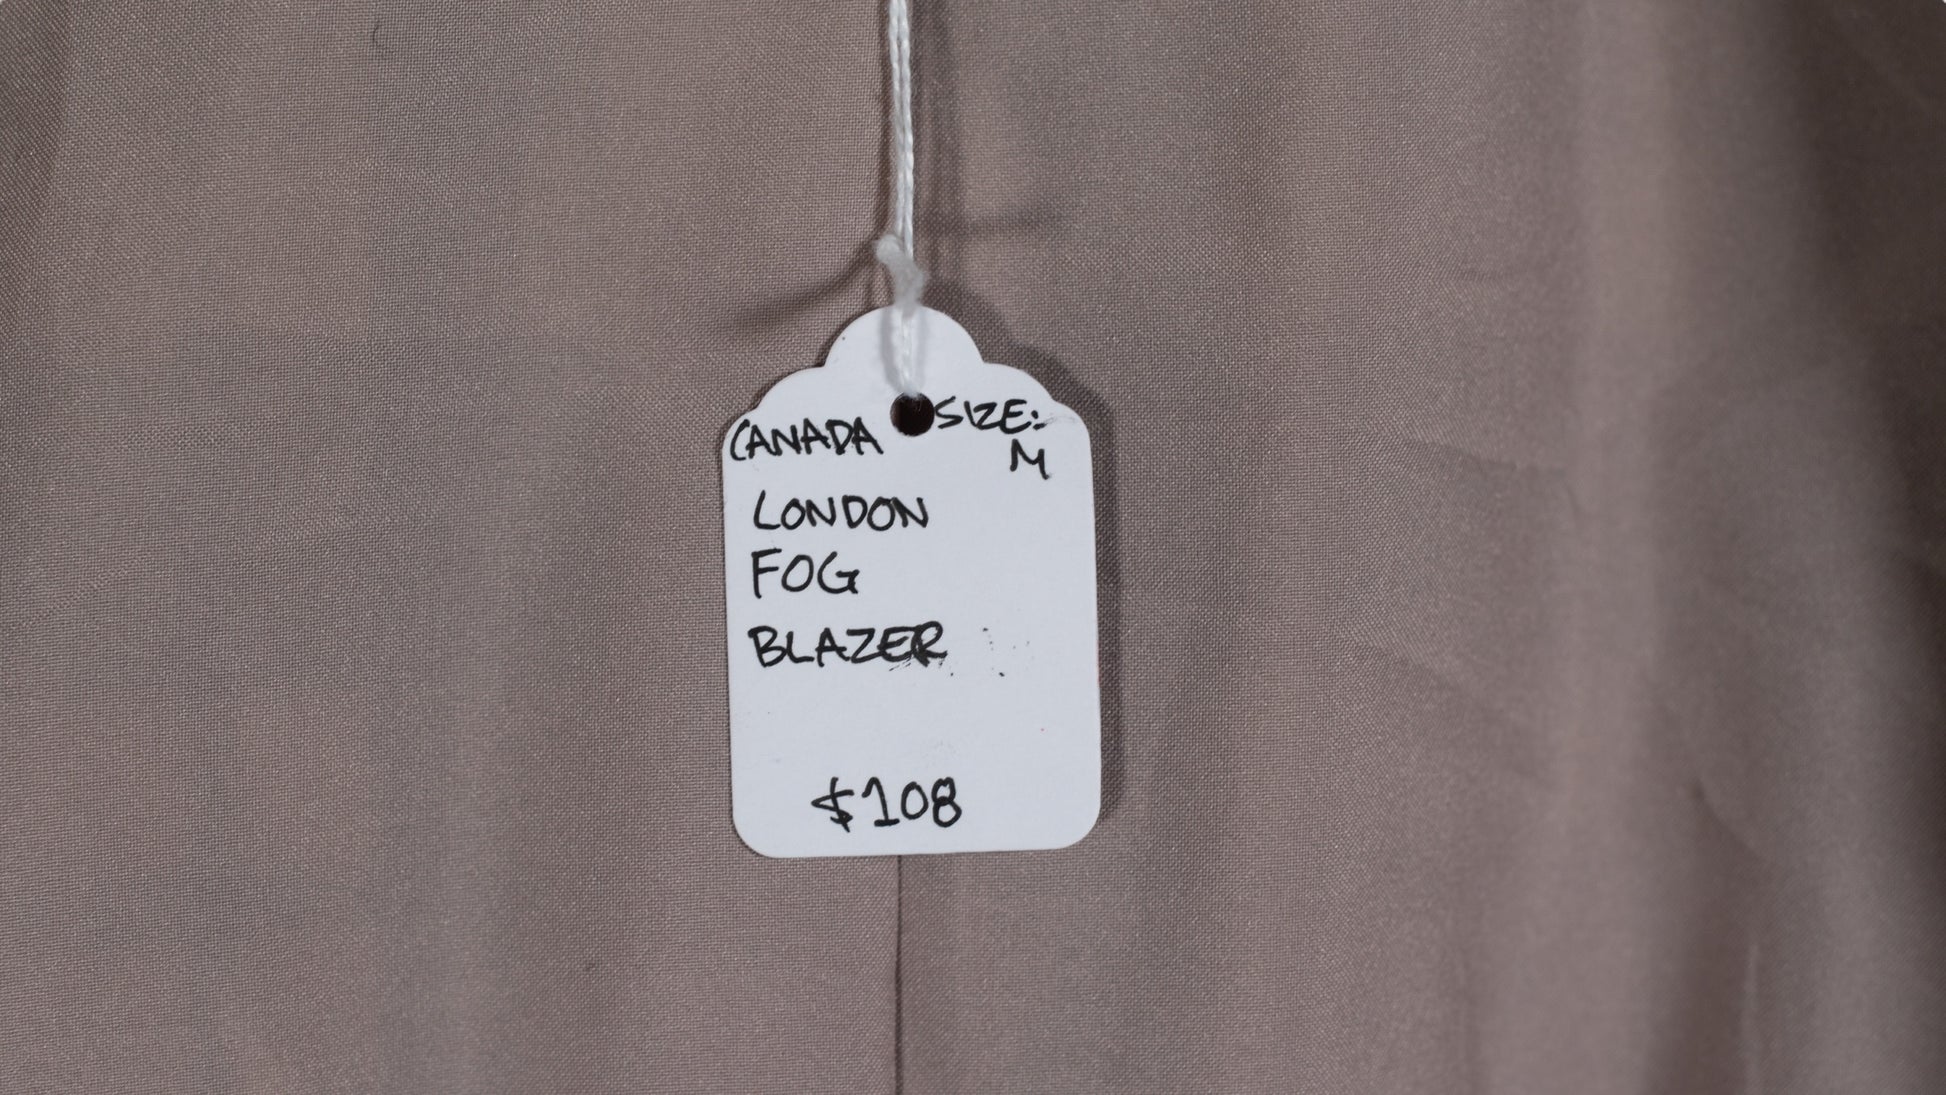 CANADA
SIZE:
M
LONDON
FOG
BLAZER
$108